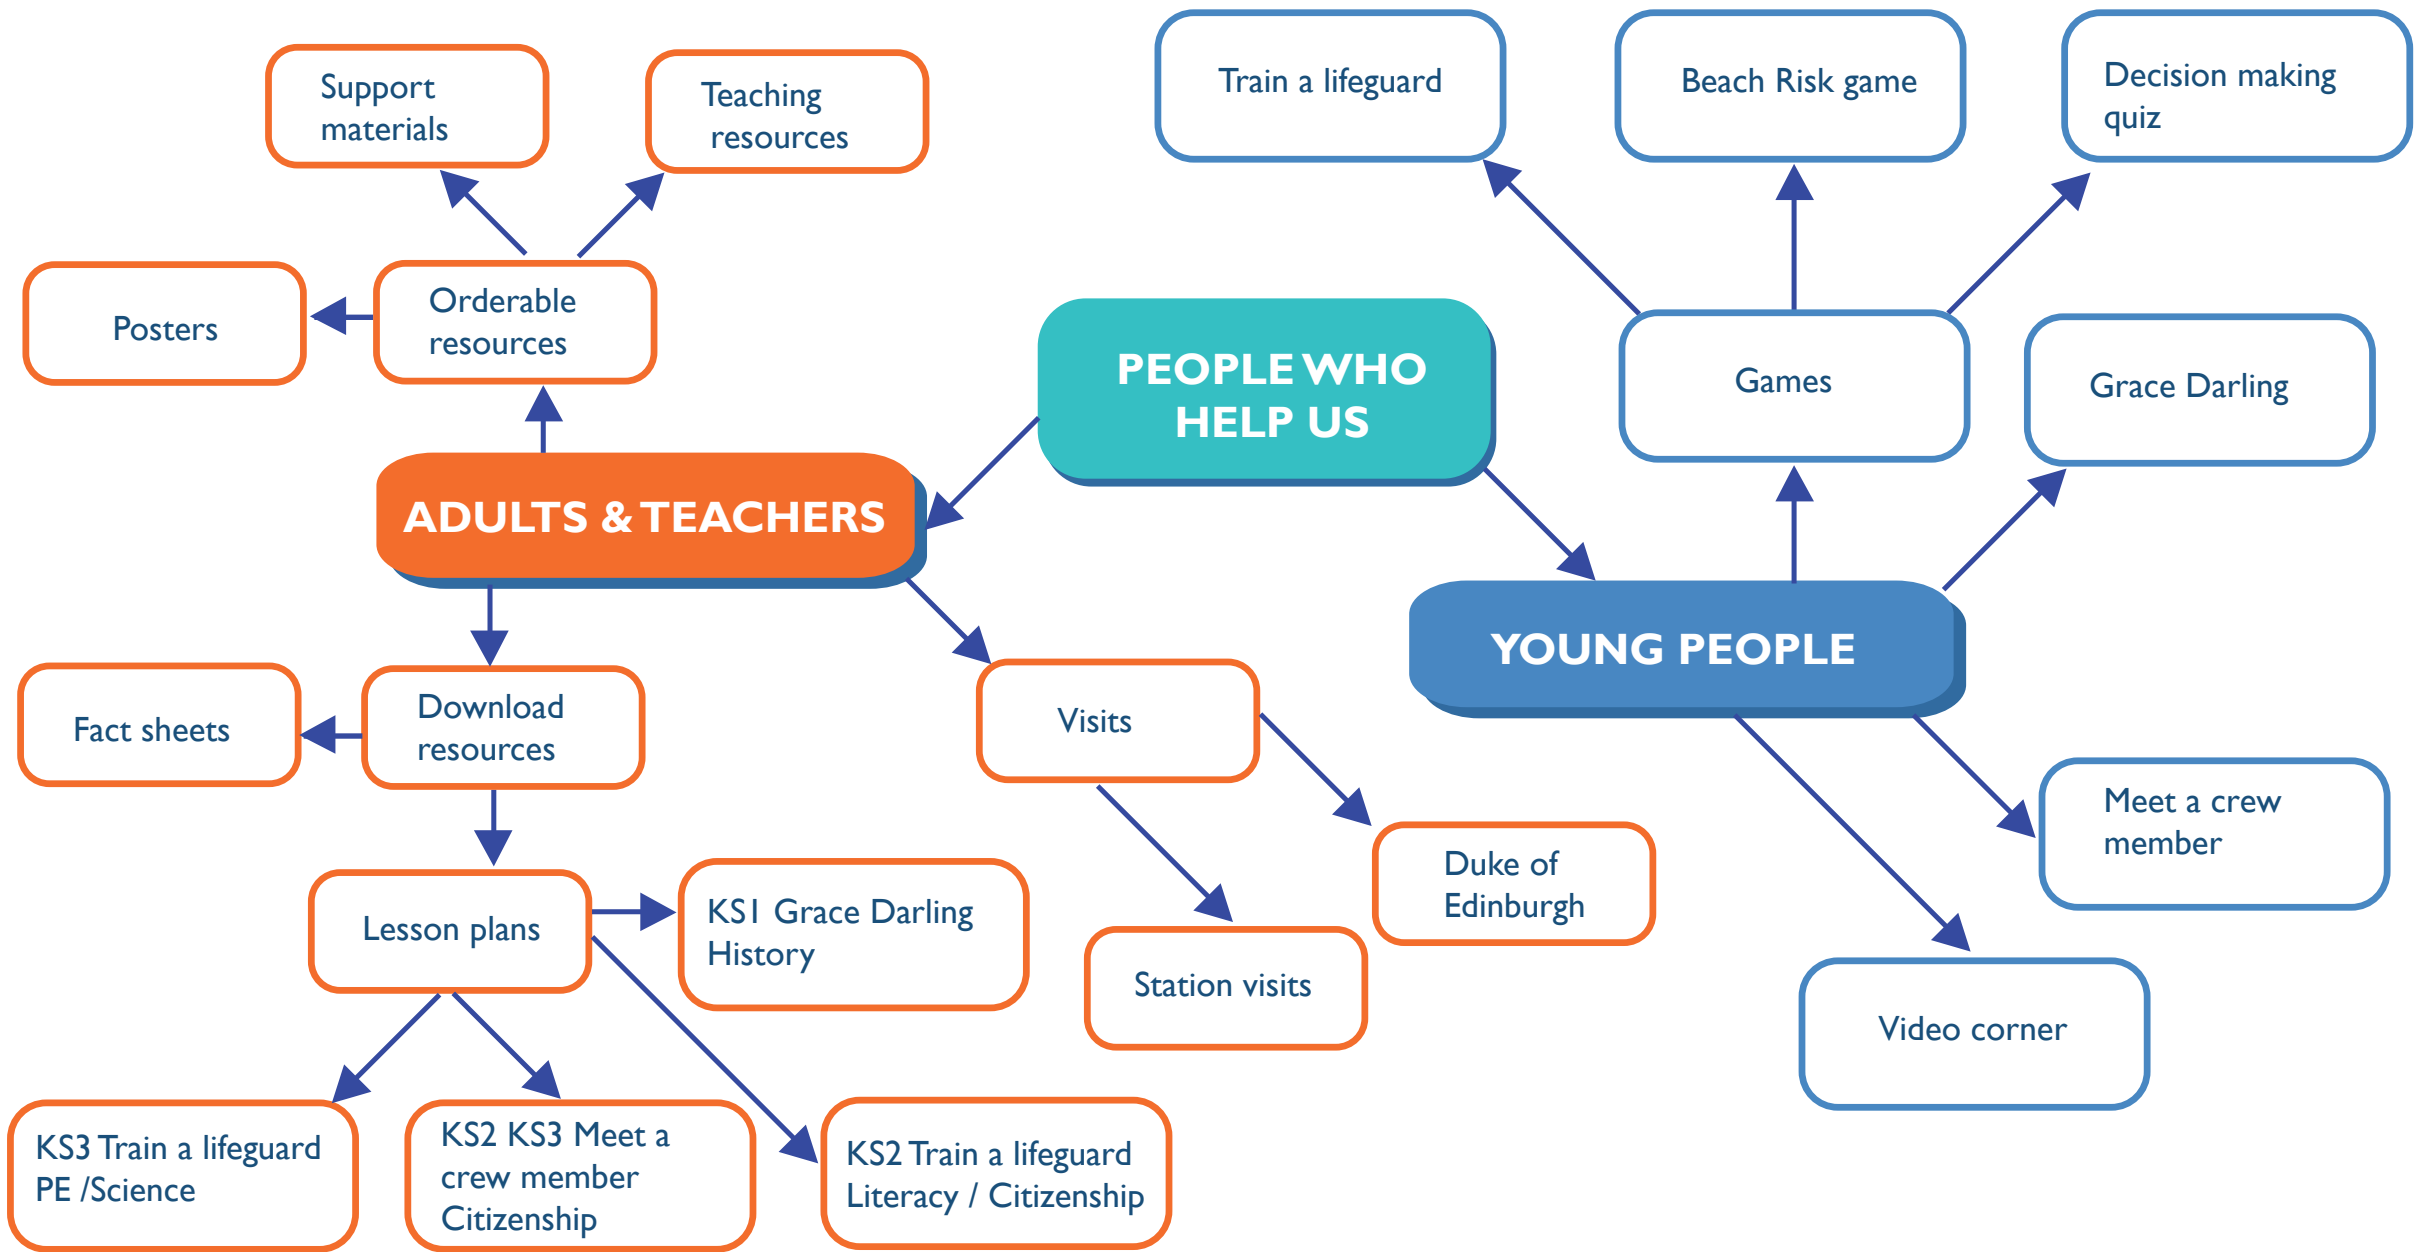 Support
materials
Teaching
resources
Train a lifeguard
Beach Risk game
Decision making
quiz
Posters
Orderable
resources
PEOPLE WHO
HELP US
Games
Grace Darling
ADULTS & TEACHERS
YOUNG PEOPLE
Fact sheets
Download
resources
Visits
Meet a crew
member
Lesson plans
KS1 Grace Darling
History
Duke of
Edinburgh
Station visits
Video corner
KS3 Train a lifeguard
PE /Science
KS2 KS3 Meet a
crew member
Citizenship
KS2 Train a lifeguard
Literacy / Citizenship